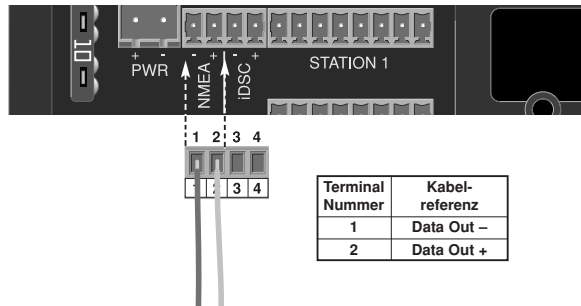 10
+ -
PWR
- + - +
NMEA
iDSC
STATION 1
1 2 3 4
1 2 3 4
Terminal Nummer Kabel-referenz
1 Data Out –
2 Data Out +